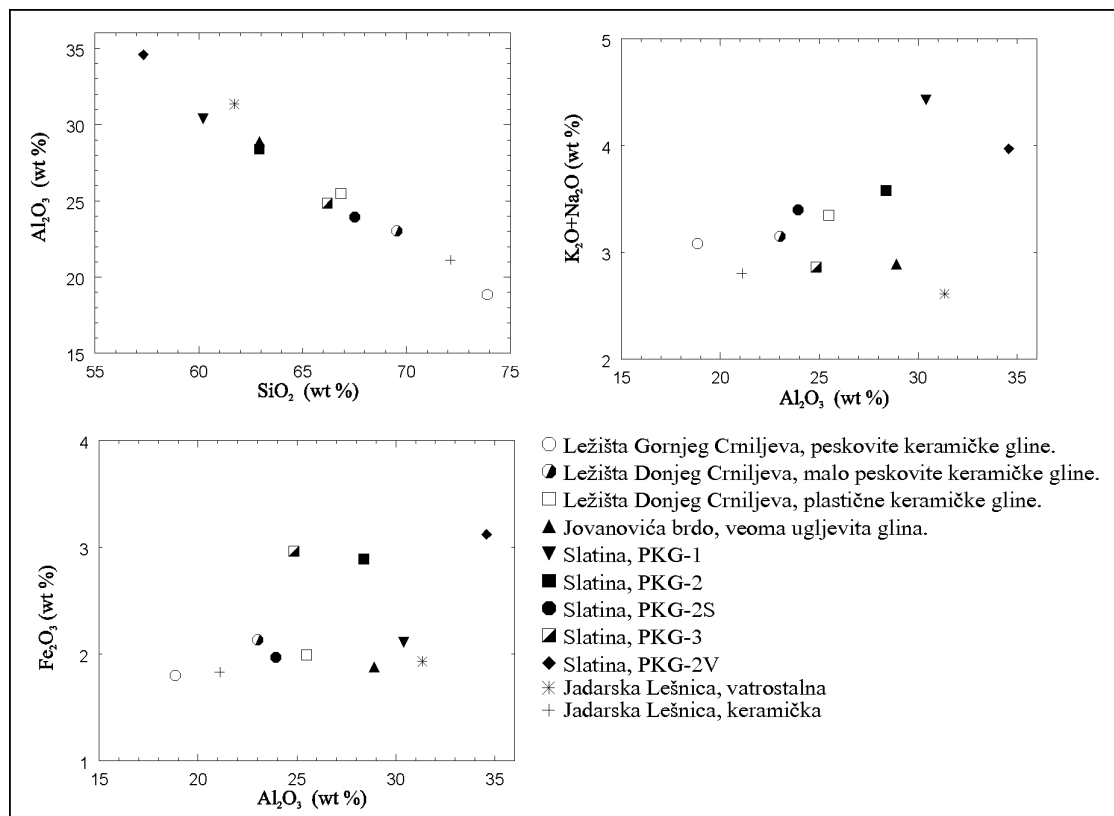 35
30
25
20
15
Al₂O₃ (wt %)
55 60 65 70 75
SiO₂ (wt %)
5
4
3
2
K₂O+Na₂O (wt %)
15 20 25 30 35
Al₂O₃ (wt %)
4
3
2
1
Fe₂O₃ (wt %)
15 20 25 30 35
Al₂O₃ (wt %)
Ležišta Gornjeg Crniljeva, peskovite keramičke gline.
Ležišta Donjeg Crniljeva, malo peskovite keramičke gline.
Ležišta Donjeg Crniljeva, plastične keramičke gline.
Jovanovića brdo, veoma ugljevita glina.
Slatina, PKG-1
Slatina, PKG-2
Slatina, PKG-2S
Slatina, PKG-3
Slatina, PKG-2V
Jadarska Lešnica, vatrostalna
Jadarska Lešnica, keramička